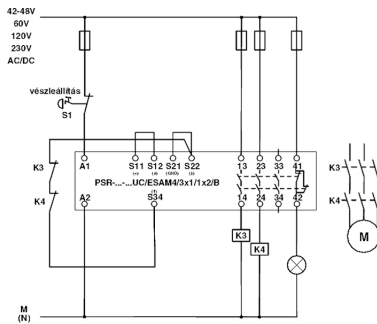 42-48V
60V
120V
230V
AC/DC
vészleállítás
S1
A1 S11 S12 S21 S22 13 23 33 41
(+) (+) (GND) (+)
PSR-...-...UC/ESAM4/3x1/1x2/B
A2 S34 14 24 34 42
K3
K4
K3
K4
K3
K4
M
M
(N)